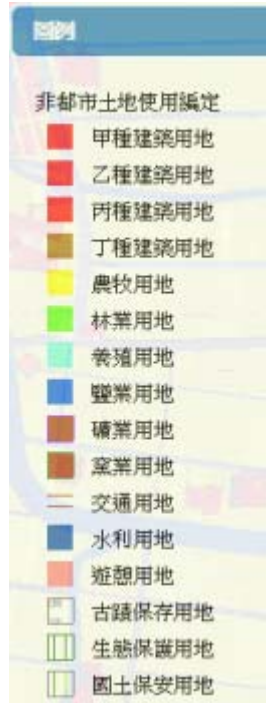 圖例
非都市土地使用編定
甲種建築用地
乙種建築用地
丙種建築用地
丁種建築用地
農牧用地
林業用地
養殖用地
鹽業用地
礦業用地
窯業用地
交通用地
水利用地
遊憩用地
古蹟保存用地
生態保護用地
國土保安用地